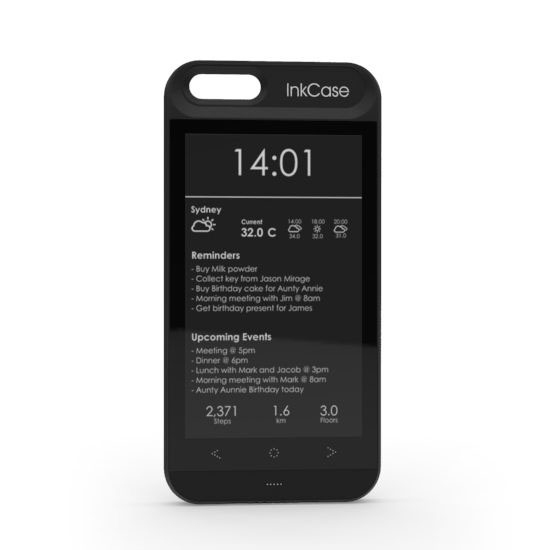 InkCase
14:01
Sydney
Current
32.0 C
14:00 18:00 20:00
34.0 32.0 31.0
Reminders
- Buy Milk powder
- Collect key from Jason Mirage
- Buy Birthday cake for Aunty Annie
- Morning meeting with Jim @ 8am
- Get birthday present for James
Upcoming Events
- Meeting @ 5pm
- Dinner @ 6pm
- Lunch with Mark and Jacob @ 3pm
- Morning meeting with Mark @ 8am
- Aunty Aunnie Birthday today
2,371 1.6 3.0
Steps km Floors